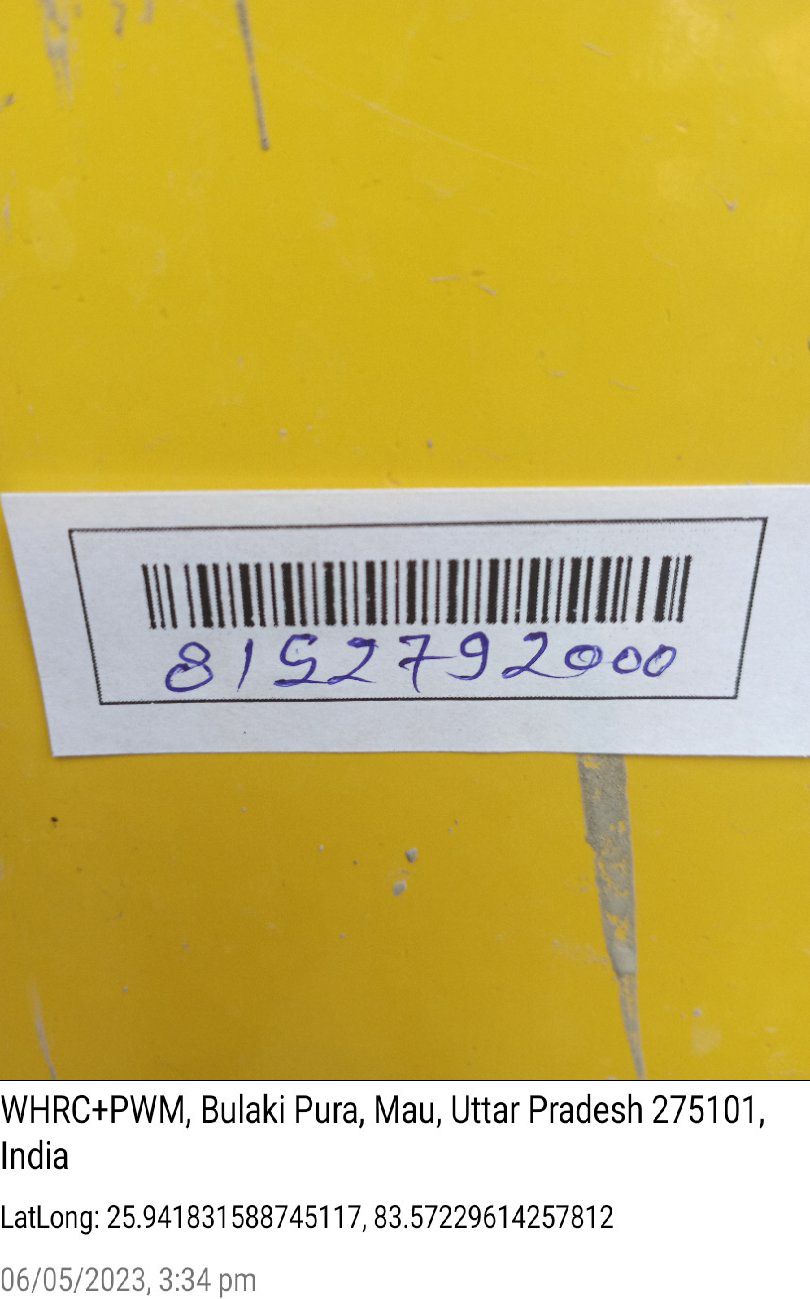 8152792000
WHRC+PWM, Bulaki Pura, Mau, Uttar Pradesh 275101,
India
LatLong: 25.941831588745117, 83.57229614257812
06/05/2023, 3:34 pm